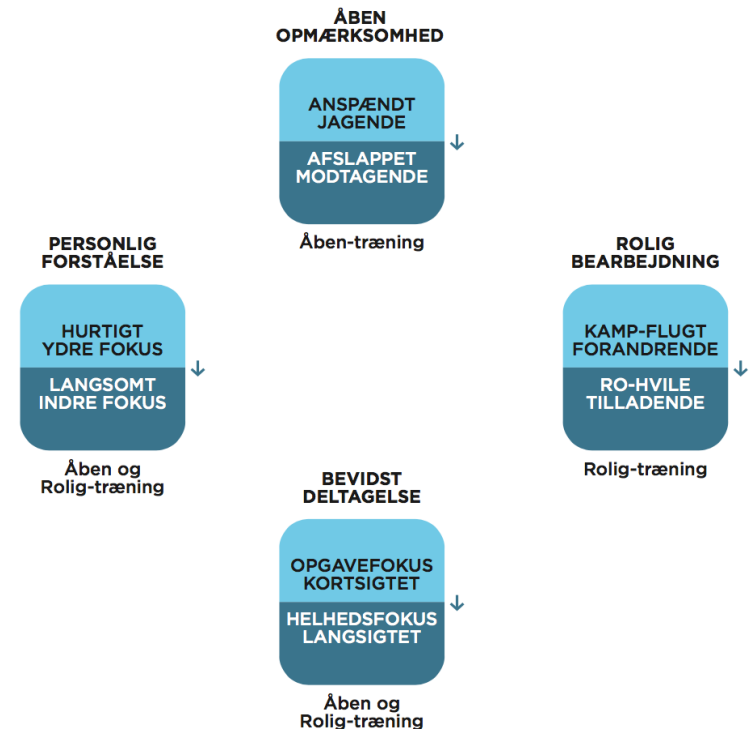 ÅBEN
OPMÆRKSOMHED
ANSPÆNDT
JAGENDE
AFSLAPPET
MODTAGENDE
Åben-træning
PERSONLIG
FORSTÅELSE
HURTIGT
YDRE FOKUS
LANGSOMT
INDRE FOKUS
Åben og
Rolig-træning
ROLIG
BEARBEJDNING
KAMP-FLUGT
FORANDRENDE
RO-HVILE
TILLADENDE
Rolig-træning
BEVIDST
DELTAGELSE
OPGAVEFOKUS
KORTSIGTET
HELHEDSFOKUS
LANGSIGTET
Åben og
Rolig-træning